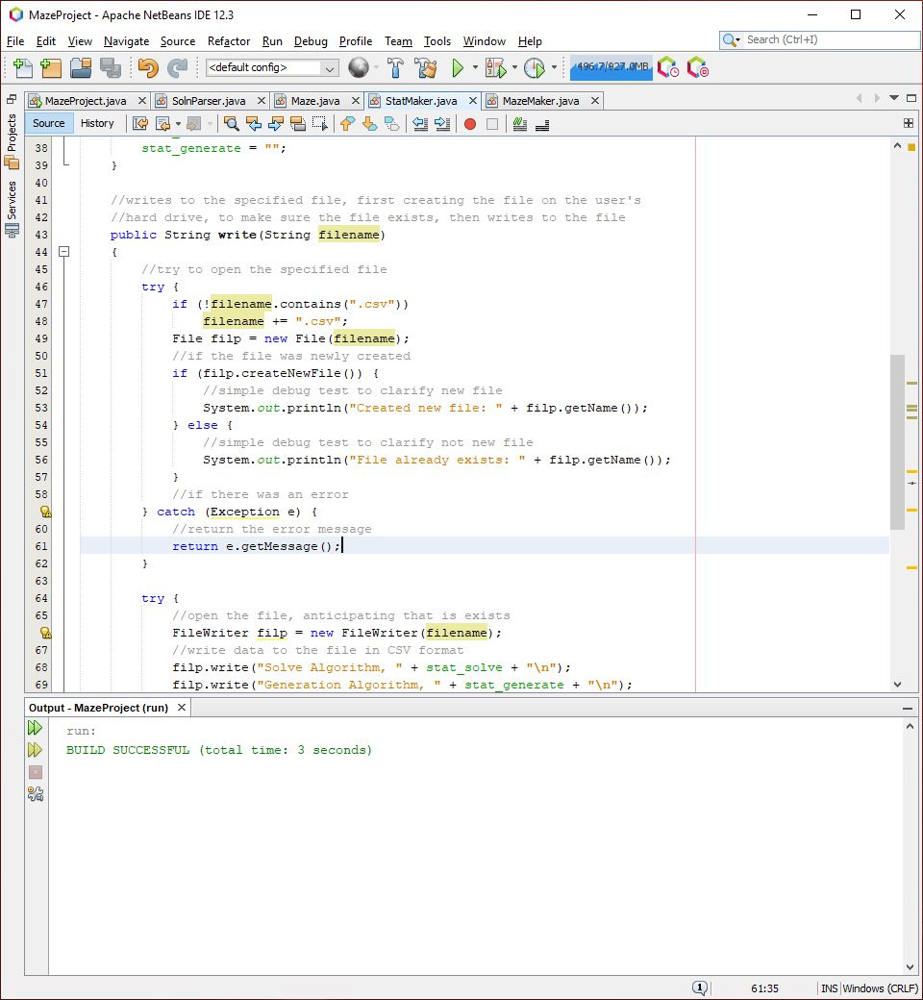 MazeProject - Apache NetBeans IDE 12.3
File Edit View Navigate Source Refactor Run Debug Profile Team Tools Window Help
Search (Ctrl+I)
<default config>
496.7/927.0MB
MazeProject.java
SolnParser.java
Maze.java
StatMaker.java
MazeMaker.java
Projects
Services
Source History
38 stat_generate = "";
39 }
40
41 //writes to the specified file, first creating the file on the user's
42 //hard drive, to make sure the file exists, then writes to the file
43 public String write(String filename)
44 {
45 //try to open the specified file
46 try {
47 if (!filename.contains(".csv"))
48 filename += ".csv";
49 File filp = new File(filename);
50 //if the file was newly created
51 if (filp.createNewFile()) {
52 //simple debug test to clarify new file
53 System.out.println("Created new file: " + filp.getName());
54 } else {
55 //simple debug test to clarify not new file
56 System.out.println("File already exists: " + filp.getName());
57 }
58 //if there was an error
} catch (Exception e) {
60 //return the error message
61 return e.getMessage();
62 }
63
64 try {
65 //open the file, anticipating that is exists
FileWriter filp = new FileWriter(filename);
67 //write data to the file in CSV format
68 filp.write("Solve Algorithm, " + stat_solve + "\n");
69 filp.write("Generation Algorithm, " + stat_generate + "\n");
Output - MazeProject (run)
run:
BUILD SUCCESSFUL (total time: 3 seconds)
1
61:35
INS
Windows (CRLF)